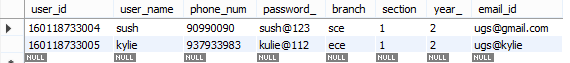 user_id user_name phone_num password_ branch section year_ email_id
160118733004 sush 90990090 sush@123 sce 1 2 ugs@gmail.com
160118733005 kylie 937933983 kulie@112 ece 1 2 ugs@kylie
NULL NULL NULL NULL NULL NULL NULL NULL